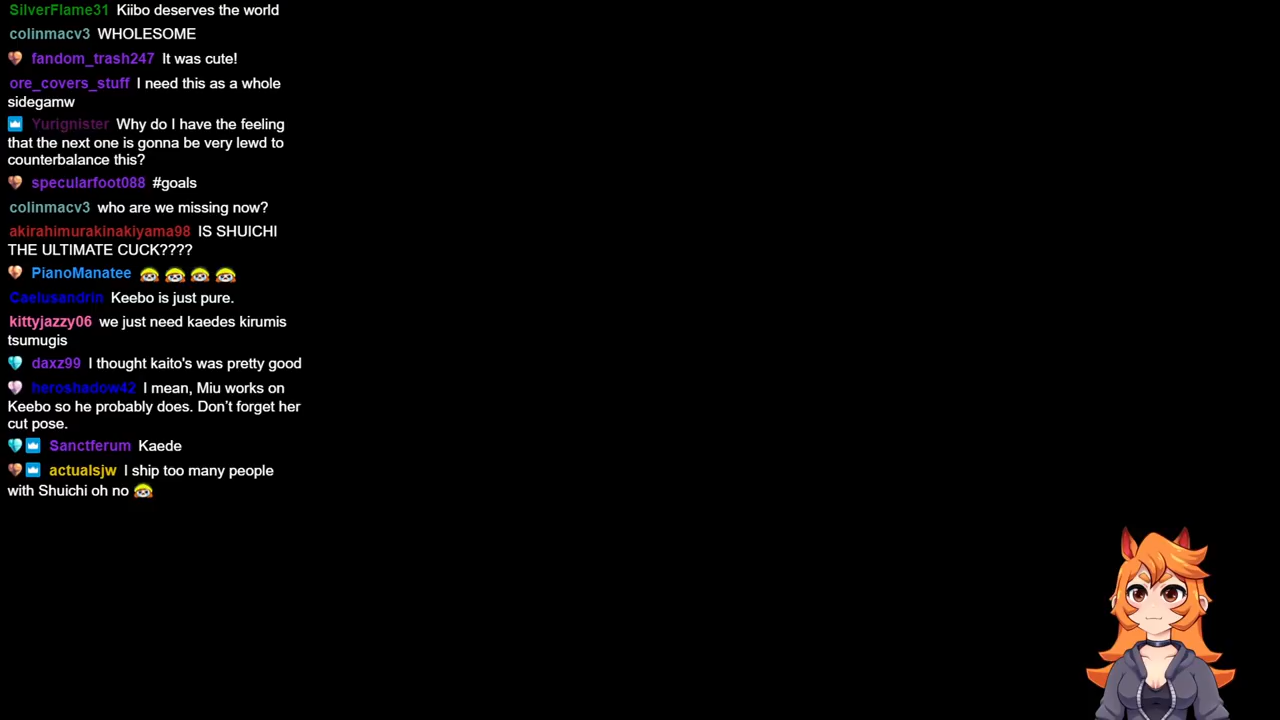 SilverFlame31 Kiibo deserves the world
colinmacv3 WHOLESOME
fandom_trash247 It was cute!
ore_covers_stuff I need this as a whole
sidegamw
Yurignister Why do I have the feeling
that the next one is gonna be very lewd to
counterbalance this?
specularfoot088 #goals
colinmacv3 who are we missing now?
akirahimurakinakiyama98 IS SHUICHI
THE ULTIMATE CUCK????
PianoManatee
Caelusandrin Keebo is just pure.
kittyjazzy06 we just need kaedes kirumis
tsumugis
daxz99 I thought kaito's was pretty good
heroshadow42 I mean, Miu works on
Keebo so he probably does. Don’t forget her
cut pose.
Sanctferum Kaede
actualsjw I ship too many people
with Shuichi oh no